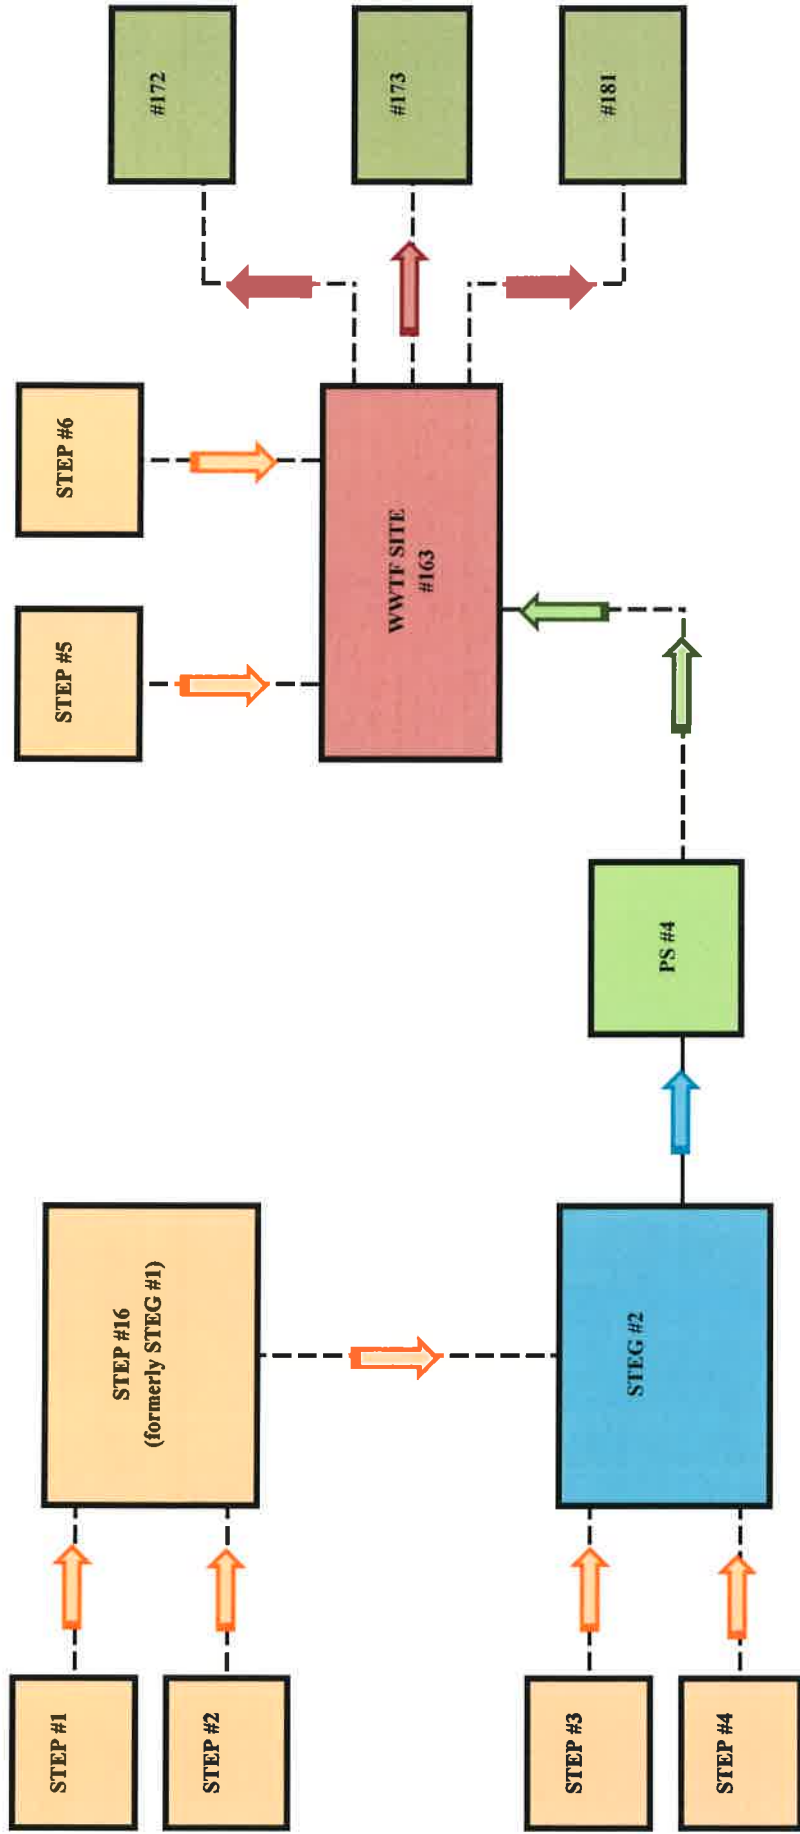 STEP #1
STEP #2
STEP #16
(formerly STEG #1)
STEP #3
STEP #4
STEG #2
PS #4
STEP #5
STEP #6
WWTF SITE
#163
#172
#173
#181